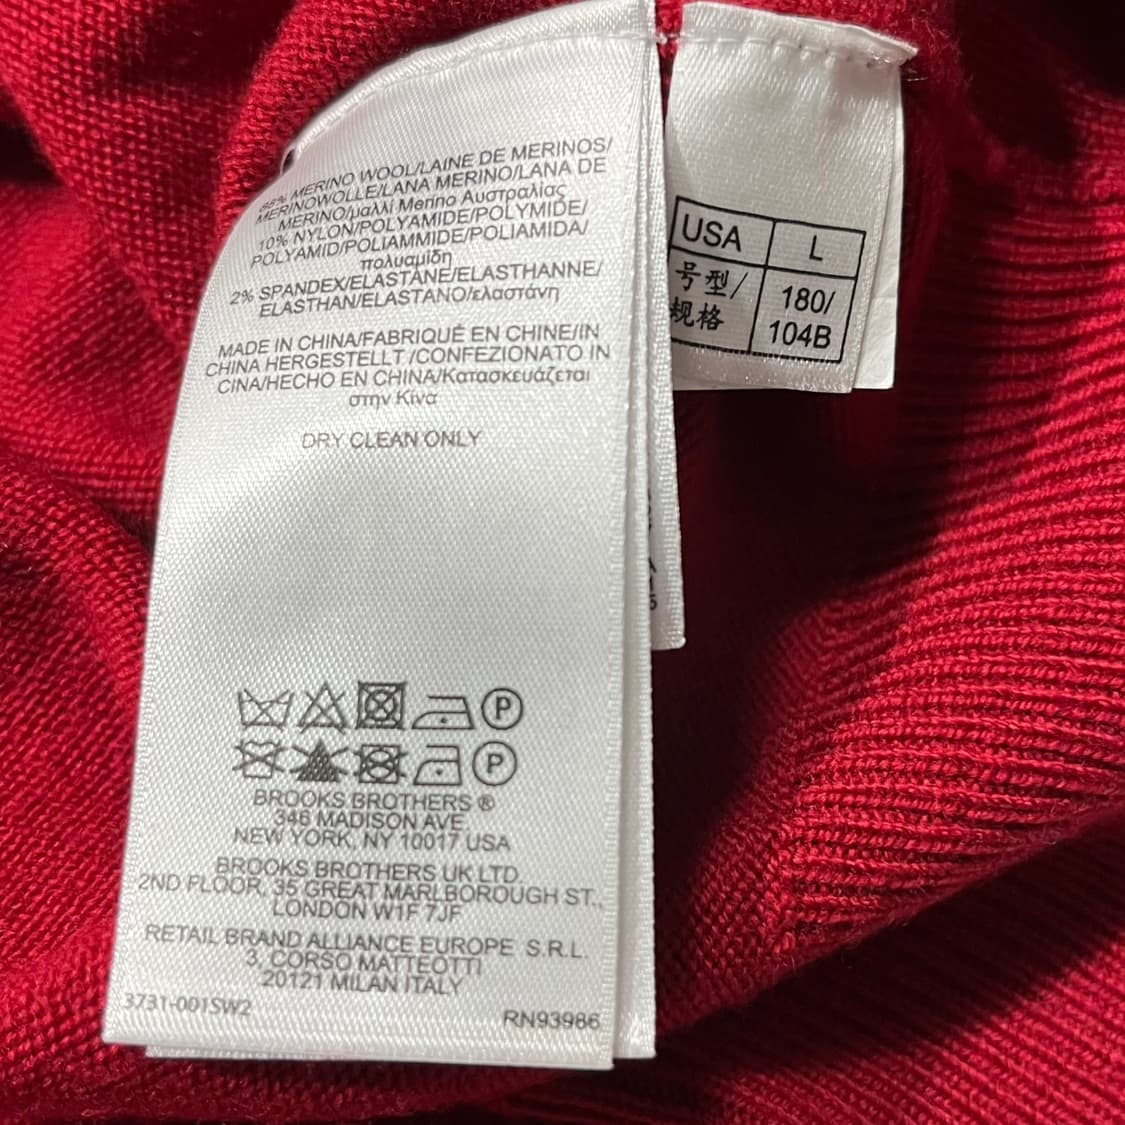 88% MERINO WOOL/LAINE DE MERINOS/
MERINOWOLLE/LANA MERINO/LANA DE
MERINO/μαλλί Merino Αυστραλίας
10% NYLON/POLYAMIDE/POLYMIDE/
POLYAMID/POLIAMMIDE/POLIAMIDA/
πολυαμίδη
2% SPANDEX/ELASTANE/ELASTHANNE/
ELASTHAN/ELASTANO/ελαστάνη
MADE IN CHINA/FABRIQUÉ EN CHINE/IN
CHINA HERGESTELLT /CONFEZIONATO IN
CINA/HECHO EN CHINA/Κατασκευάζεται
στην Κίνα
DRY CLEAN ONLY
P
P
BROOKS BROTHERS ®
346 MADISON AVE.
NEW YORK, NY 10017 USA
BROOKS BROTHERS UK LTD.
2ND FLOOR, 35 GREAT MARLBOROUGH ST.,
LONDON W1F 7JF
RETAIL BRAND ALLIANCE EUROPE S.R.L.
3, CORSO MATTEOTTI
20121 MILAN ITALY
3731-001SW2
RN93986
USA L
号型/ 180/
规格 104B